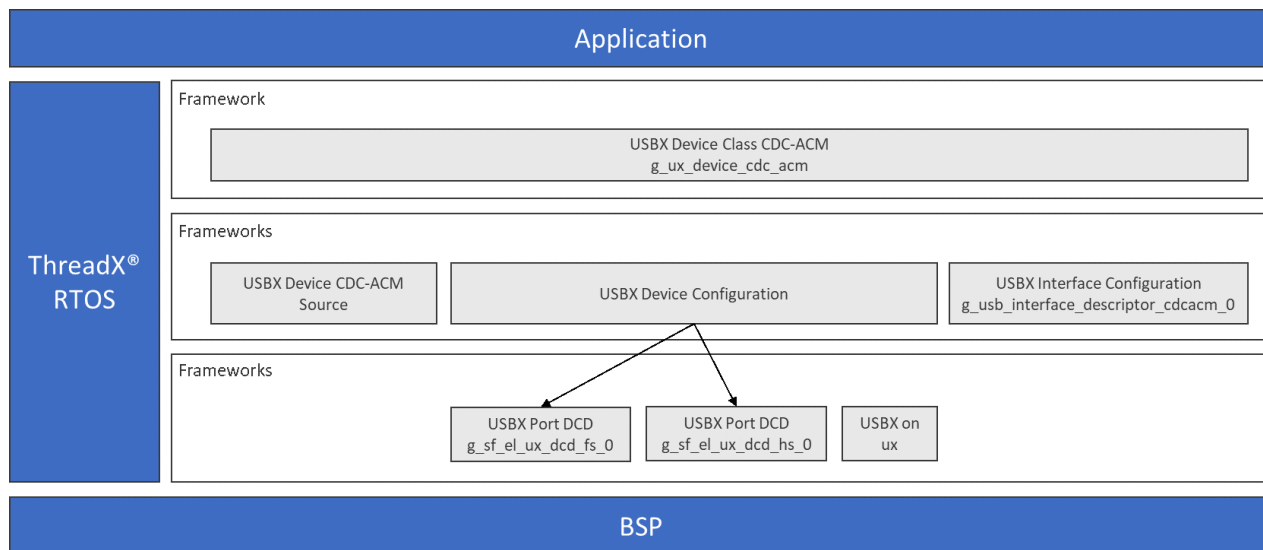 Application
ThreadX®
RTOS
Framework
USBX Device Class CDC-ACM
g_ux_device_cdc_acm
Frameworks
USBX Device CDC-ACM
Source
USBX Device Configuration
USBX Interface Configuration
g_usb_interface_descriptor_cdcacm_0
Frameworks
USBX Port DCD
g_sf_el_ux_dcd_fs_0
USBX Port DCD
g_sf_el_ux_dcd_hs_0
USBX on
ux
BSP